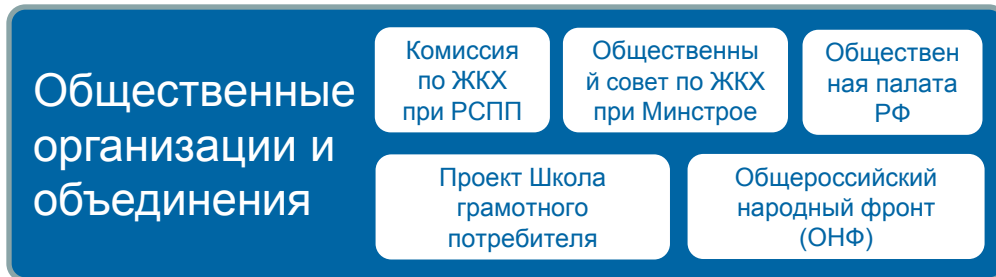 Общественные
организации и
объединения
Комиссия
по ЖКХ
при РСПП
Общественны
й совет по ЖКХ
при Минстрое
Обществен
ная палата
РФ
Проект Школа
грамотного
потребителя
Общероссийский
народный фронт
(ОНФ)